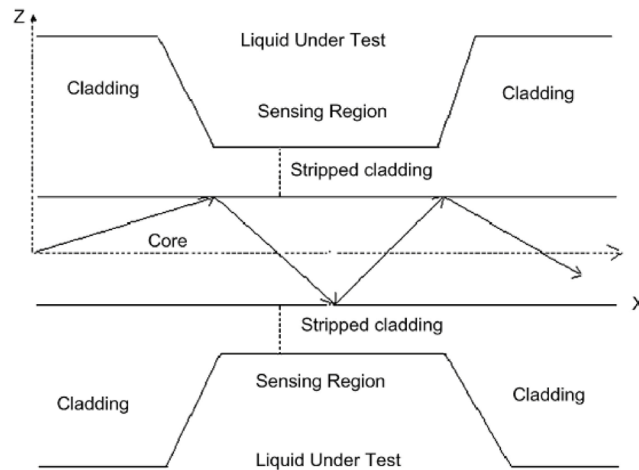 Z
Liquid Under Test
Cladding
Cladding
Sensing Region
Stripped cladding
Core
X
Stripped cladding
Sensing Region
Cladding
Cladding
Liquid Under Test